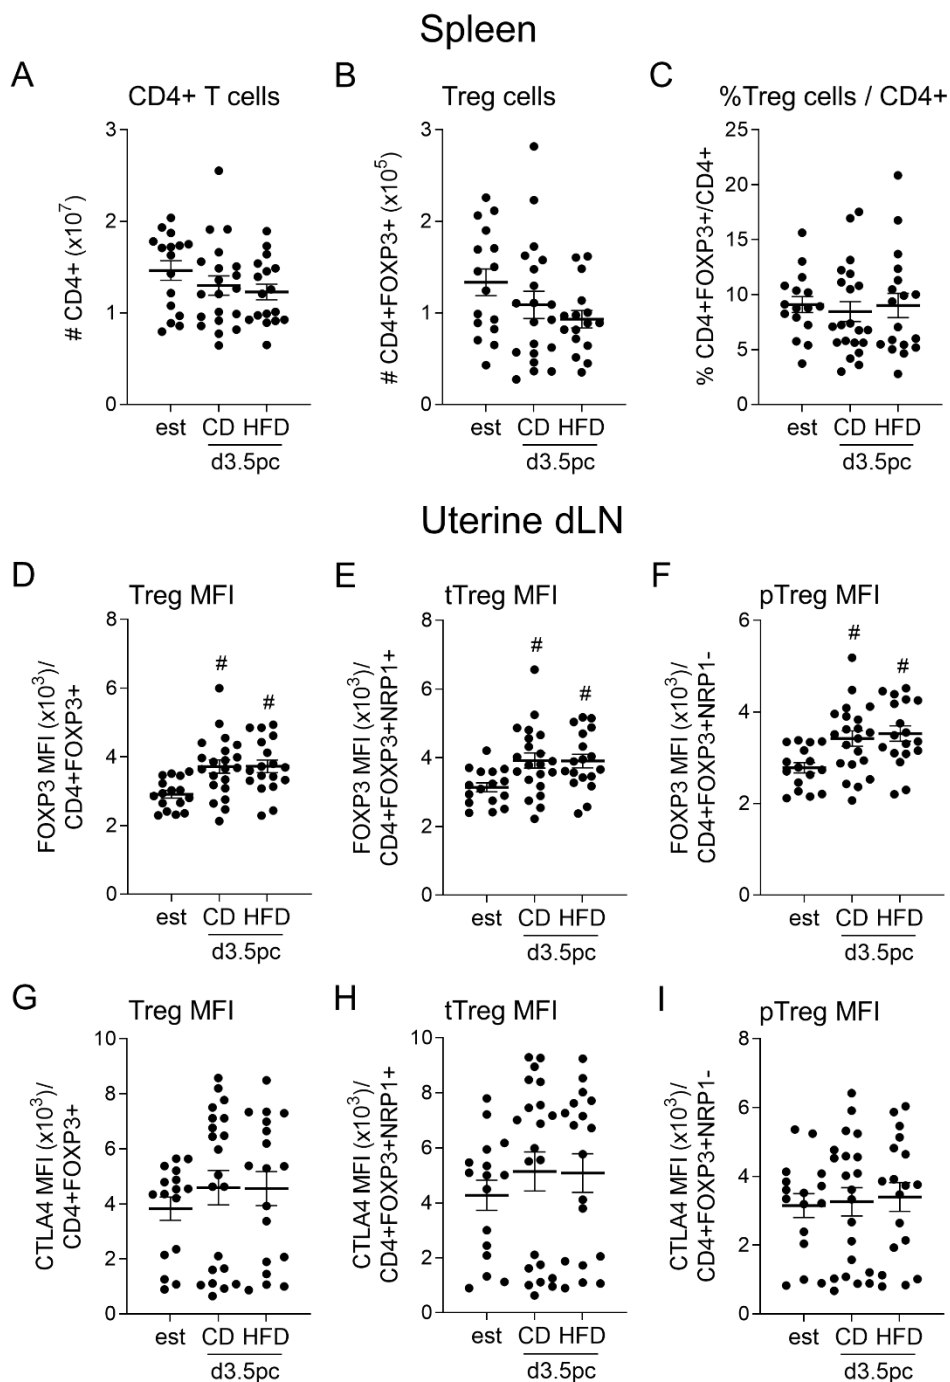 Spleen
A
CD4+ T cells
# CD4+ (x10⁷)
3
2
1
0
est CD HFD
d3.5pc
B
Treg cells
# CD4+FOXP3+ (x10⁵)
3
2
1
0
est CD HFD
d3.5pc
C
%Treg cells / CD4+
% CD4+FOXP3+/CD4+
25
20
15
10
5
0
est CD HFD
d3.5pc
Uterine dLN
D
Treg MFI
FOXP3 MFI (x10³)/
CD4+FOXP3+
8
6
4
2
0
#
#
est CD HFD
d3.5pc
E
tTreg MFI
FOXP3 MFI (x10³)/
CD4+FOXP3+NRP1+
8
6
4
2
0
#
#
est CD HFD
d3.5pc
F
pTreg MFI
FOXP3 MFI (x10³)/
CD4+FOXP3+NRP1-
6
4
2
0
#
#
est CD HFD
d3.5pc
G
Treg MFI
CTLA4 MFI (x10³)/
CD4+FOXP3+
10
8
6
4
2
0
est CD HFD
d3.5pc
H
tTreg MFI
CTLA4 MFI (x10³)/
CD4+FOXP3+NRP1+
10
8
6
4
2
0
est CD HFD
d3.5pc
I
pTreg MFI
CTLA4 MFI (x10³)/
CD4+FOXP3+NRP1-
8
6
4
2
0
est CD HFD
d3.5pc